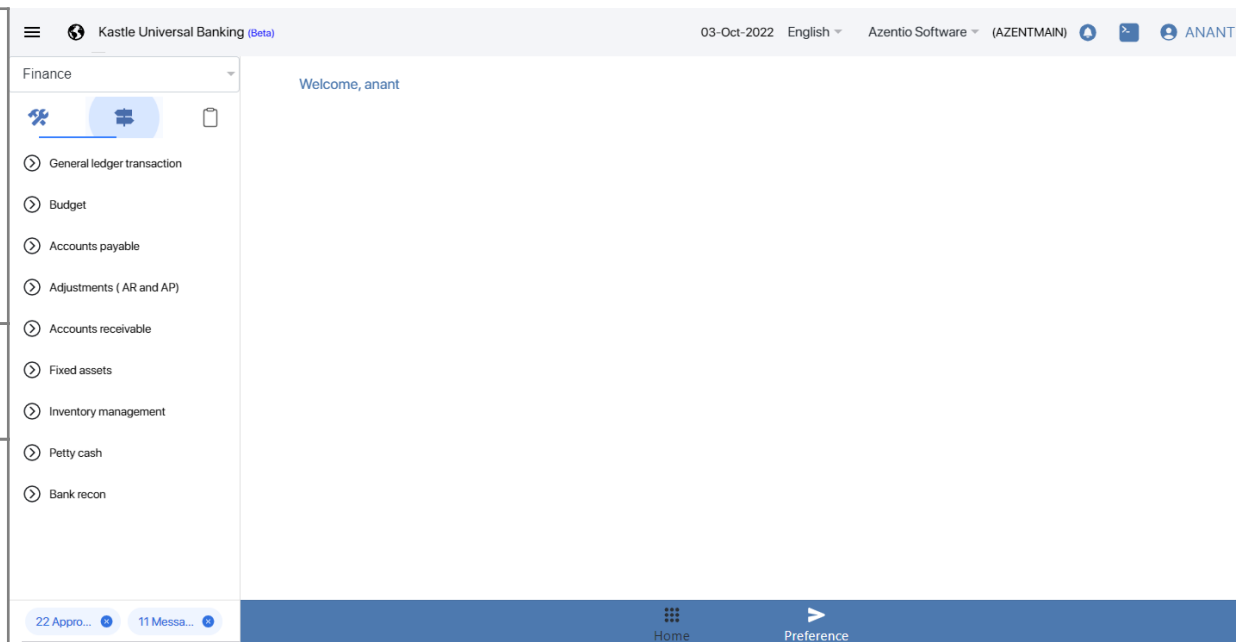 Kastle Universal Banking (Beta)
03-Oct-2022 English Azentio Software (AZENTMAIN) ANANT
Finance
Welcome, anant
General ledger transaction
Budget
Accounts payable
Adjustments ( AR and AP)
Accounts receivable
Fixed assets
Inventory management
Petty cash
Bank recon
22 Appro... 11 Messa...
Home Preference